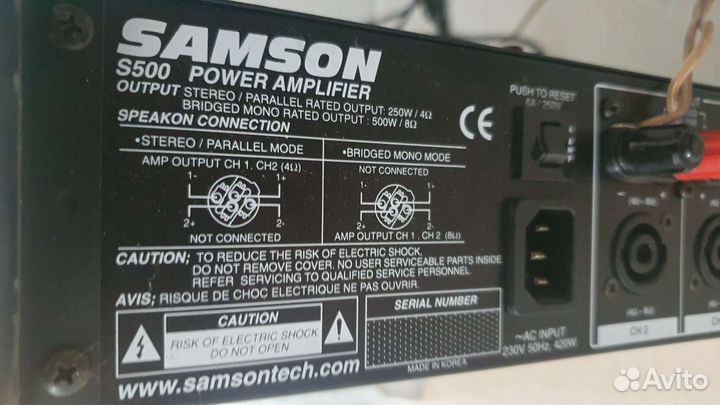 SAMSON
S500 POWER AMPLIFIER
OUTPUT STEREO / PARALLEL RATED OUTPUT: 250W / 4Ω
BRIDGED MONO RATED OUTPUT : 500W / 8Ω
SPEAKON CONNECTION
•STEREO / PARALLEL MODE
AMP OUTPUT CH 1, CH2 (4Ω)
1- 1+
2+ 2-
NOT CONNECTED
•BRIDGED MONO MODE
NOT CONNECTED
1- 1+
2+ 2-
AMP OUTPUT CH 1 . CH 2 (8Ω)
CAUTION; TO REDUCE THE RISK OF ELECTRIC SHOCK.
DO NOT REMOVE COVER. NO USER SERVICEABLE PARTS INSIDE
REFER SERVICING TO QUALIFIED SERVICE PERSONNEL.
AVIS; RISQUE DE CHOC ELECTRIQUE NE PAS OUVRIR.
CAUTION
RISK OF ELECTRIC SHOCK
DO NOT OPEN
SERIAL NUMBER
MADE IN KOREA
www.samsontech.com
CE
PUSH TO RESET
6A / 250V
~AC INPUT
230V 50Hz, 420W
CH 2
Avito